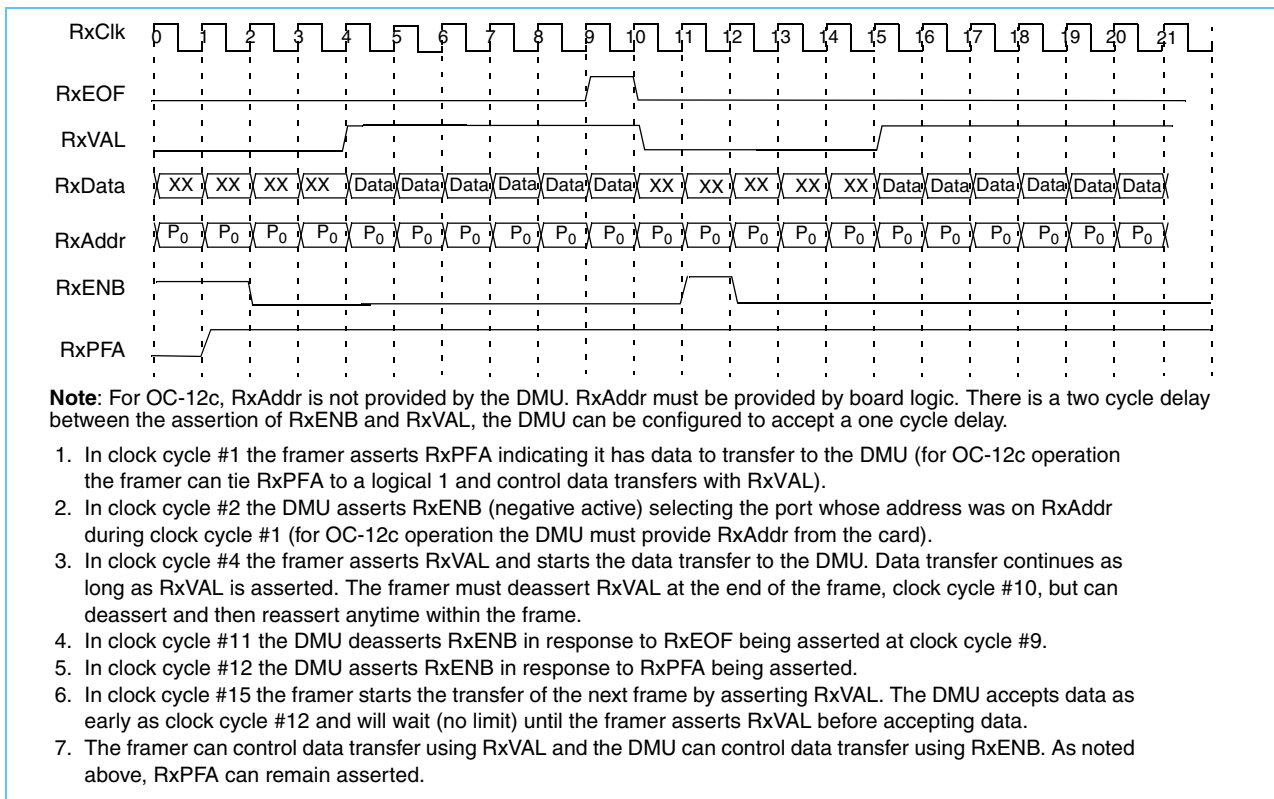 RxClk 0 1 2 3 4 5 6 7 8 9 10 11 12 13 14 15 16 17 18 19 20 21
RxEOF
RxVAL
RxData XX XX XX XX Data Data Data Data Data Data XX XX XX XX XX Data Data Data Data Data Data
RxAddr P0 P0 P0 P0 P0 P0 P0 P0 P0 P0 P0 P0 P0 P0 P0 P0 P0 P0 P0 P0 P0
RxENB
RxPFA
Note: For OC-12c, RxAddr is not provided by the DMU. RxAddr must be provided by board logic. There is a two cycle delay
between the assertion of RxENB and RxVAL, the DMU can be configured to accept a one cycle delay.
1. In clock cycle #1 the framer asserts RxPFA indicating it has data to transfer to the DMU (for OC-12c operation
the framer can tie RxPFA to a logical 1 and control data transfers with RxVAL).
2. In clock cycle #2 the DMU asserts RxENB (negative active) selecting the port whose address was on RxAddr
during clock cycle #1 (for OC-12c operation the DMU must provide RxAddr from the card).
3. In clock cycle #4 the framer asserts RxVAL and starts the data transfer to the DMU. Data transfer continues as
long as RxVAL is asserted. The framer must deassert RxVAL at the end of the frame, clock cycle #10, but can
deassert and then reassert anytime within the frame.
4. In clock cycle #11 the DMU deasserts RxENB in response to RxEOF being asserted at clock cycle #9.
5. In clock cycle #12 the DMU asserts RxENB in response to RxPFA being asserted.
6. In clock cycle #15 the framer starts the transfer of the next frame by asserting RxVAL. The DMU accepts data as
early as clock cycle #12 and will wait (no limit) until the framer asserts RxVAL before accepting data.
7. The framer can control data transfer using RxVAL and the DMU can control data transfer using RxENB. As noted
above, RxPFA can remain asserted.